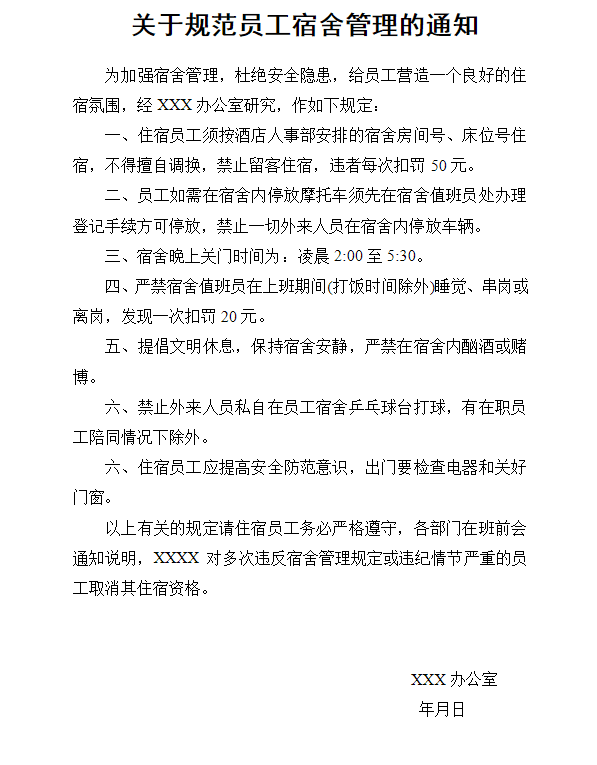 关于规范员工宿舍管理的通知
为加强宿舍管理，杜绝安全隐患，给员工营造一个良好的住
宿氛围，经 XXX 办公室研究，作如下规定：
一、住宿员工须按酒店人事部安排的宿舍房间号、床位号住
宿，不得擅自调换，禁止留客住宿，违者每次扣罚 50 元。
二、员工如需在宿舍内停放摩托车须先在宿舍值班员处办理
登记手续方可停放，禁止一切外来人员在宿舍内停放车辆。
三、宿舍晚上关门时间为：凌晨 2:00 至 5:30。
四、严禁宿舍值班员在上班期间(打饭时间除外)睡觉、串岗或
离岗，发现一次扣罚 20 元。
五、提倡文明休息，保持宿舍安静，严禁在宿舍内酗酒或赌
博。
六、禁止外来人员私自在员工宿舍乒乓球台打球，有在职员
工陪同情况下除外。
六、住宿员工应提高安全防范意识，出门要检查电器和关好
门窗。
以上有关的规定请住宿员工务必严格遵守，各部门在班前会
通知说明，XXXX 对多次违反宿舍管理规定或违纪情节严重的员
工取消其住宿资格。
XXX 办公室
年月日